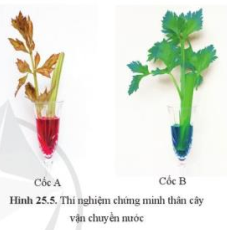 Cốc A
Cốc B
Hình 25.5. Thí nghiệm chứng minh thân cây
vận chuyển nước